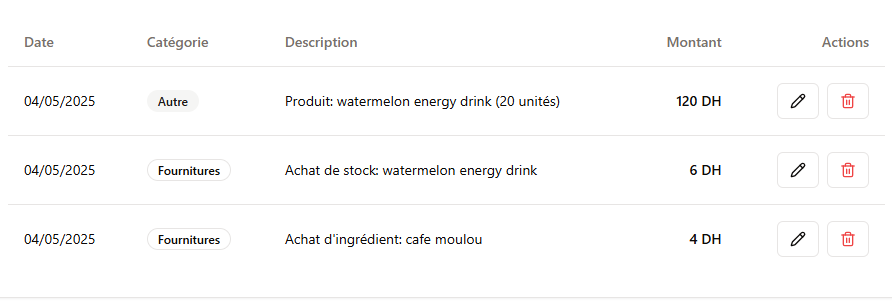 Date Catégorie Description Montant Actions
04/05/2025 Autre Produit: watermelon energy drink (20 unités) 120 DH
04/05/2025 Fournitures Achat de stock: watermelon energy drink 6 DH
04/05/2025 Fournitures Achat d'ingrédient: cafe moulou 4 DH